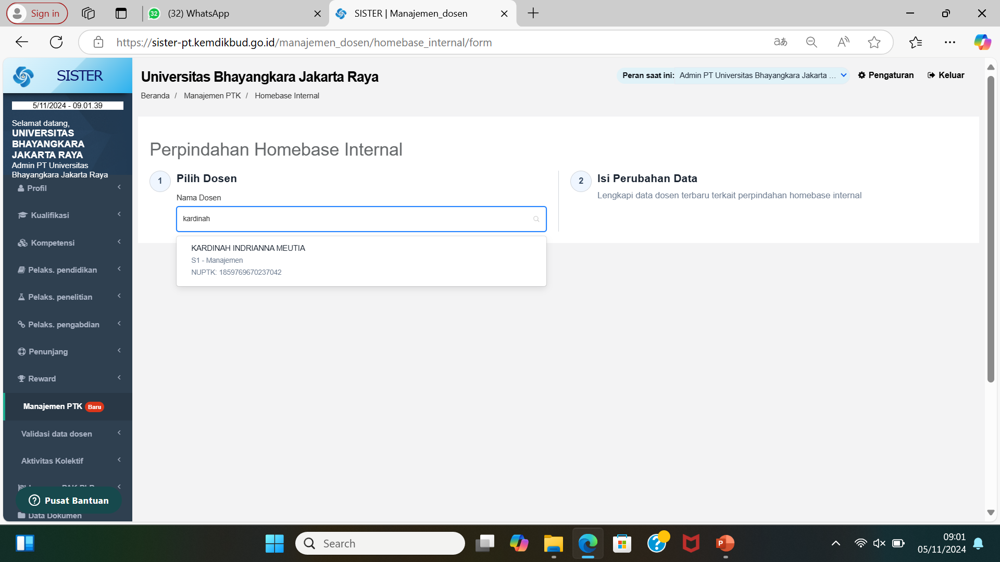 Sign in
32
(32) WhatsApp
SISTER | Manajemen_dosen
https://sister-pt.kemdikbud.go.id/manajemen_dosen/homebase_internal/form
SISTER
5/11/2024 - 09.01.39
Selamat datang,
UNIVERSITAS
BHAYANGKARA
JAKARTA RAYA
Admin PT Universitas
Bhayangkara Jakarta Raya
Profil
Kualifikasi
Kompetensi
Pelaks. pendidikan
Pelaks. penelitian
Pelaks. pengabdian
Penunjang
Reward
Manajemen PTK Baru
Validasi data dosen
Aktivitas Kolektif
Pusat Bantuan
Data Dokumen
Universitas Bhayangkara Jakarta Raya
Peran saat ini: Admin PT Universitas Bhayangkara Jakarta ...
Pengaturan
Keluar
Beranda / Manajemen PTK / Homebase Internal
Perpindahan Homebase Internal
1 Pilih Dosen
Nama Dosen
kardinah
KARDINAH INDRIANNA MEUTIA
S1 - Manajemen
NUPTK: 1859769670237042
2 Isi Perubahan Data
Lengkapi data dosen terbaru terkait perpindahan homebase internal
Search
09:01
05/11/2024